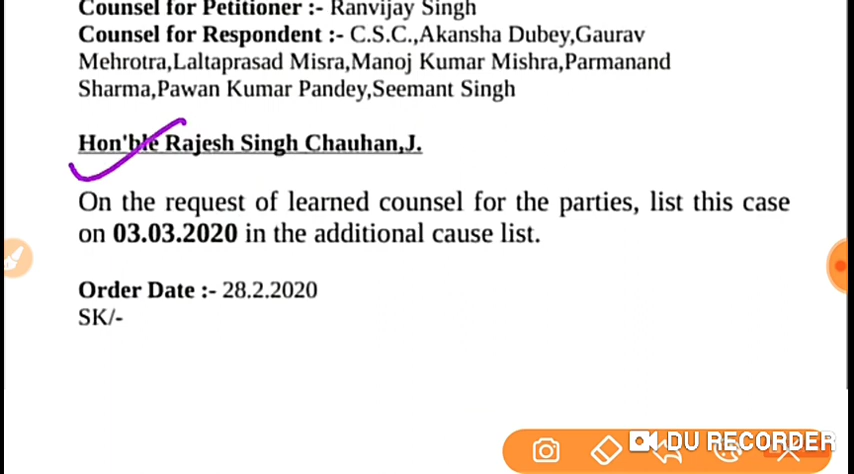 Counsel for Petitioner :- Ranvijay Singh
Counsel for Respondent :- C.S.C.,Akansha Dubey,Gaurav
Mehrotra,Laltaprasad Misra,Manoj Kumar Mishra,Parmanand
Sharma,Pawan Kumar Pandey,Seemant Singh
Hon'ble Rajesh Singh Chauhan,J.
On the request of learned counsel for the parties, list this case
on 03.03.2020 in the additional cause list.
Order Date :- 28.2.2020
SK/-
DU RECORDER